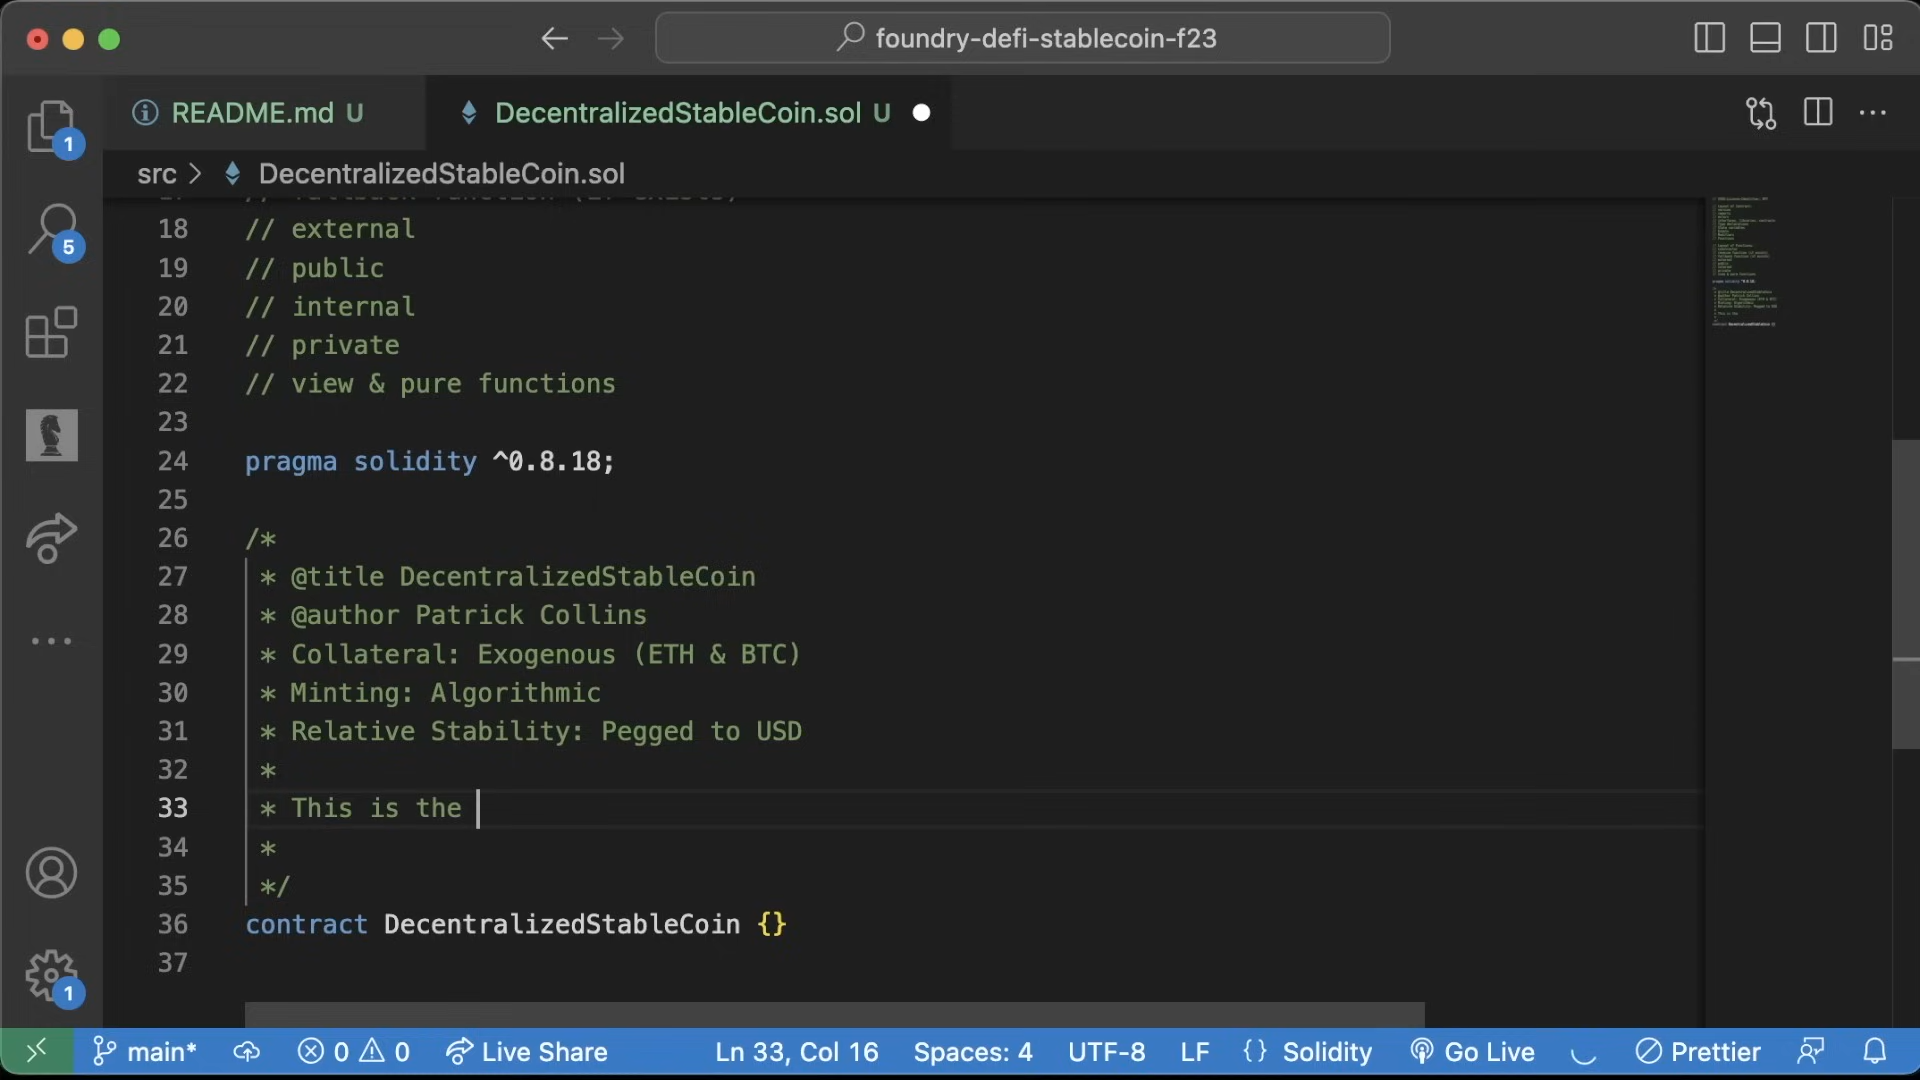 foundry-defi-stablecoin-f23
README.md U
DecentralizedStableCoin.sol U
src > DecentralizedStableCoin.sol
18 // external
19 // public
20 // internal
21 // private
22 // view & pure functions
23
24 pragma solidity ^0.8.18;
25
26 /*
27 * @title DecentralizedStableCoin
28 * @author Patrick Collins
29 * Collateral: Exogenous (ETH & BTC)
30 * Minting: Algorithmic
31 * Relative Stability: Pegged to USD
32 *
33 * This is the
34 *
35 */
36 contract DecentralizedStableCoin {}
37
1
5
1
main* 0 0 Live Share Ln 33, Col 16 Spaces: 4 UTF-8 LF {} Solidity Go Live Prettier